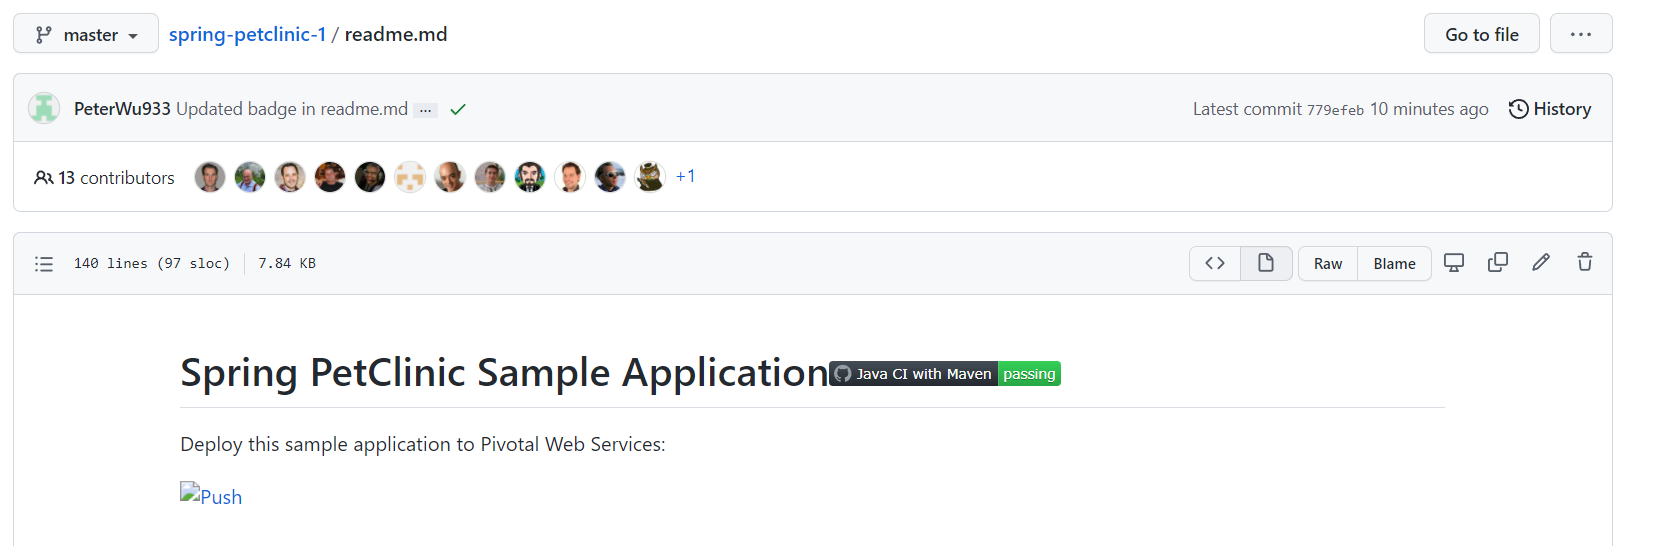 master spring-petclinic-1 / readme.md Go to file ...
PeterWu933 Updated badge in readme.md ... Latest commit 779efeb 10 minutes ago History
13 contributors +1
140 lines (97 sloc) 7.84 KB <> Raw Blame
Spring PetClinic Sample Application Java CI with Maven passing
Deploy this sample application to Pivotal Web Services:
Push